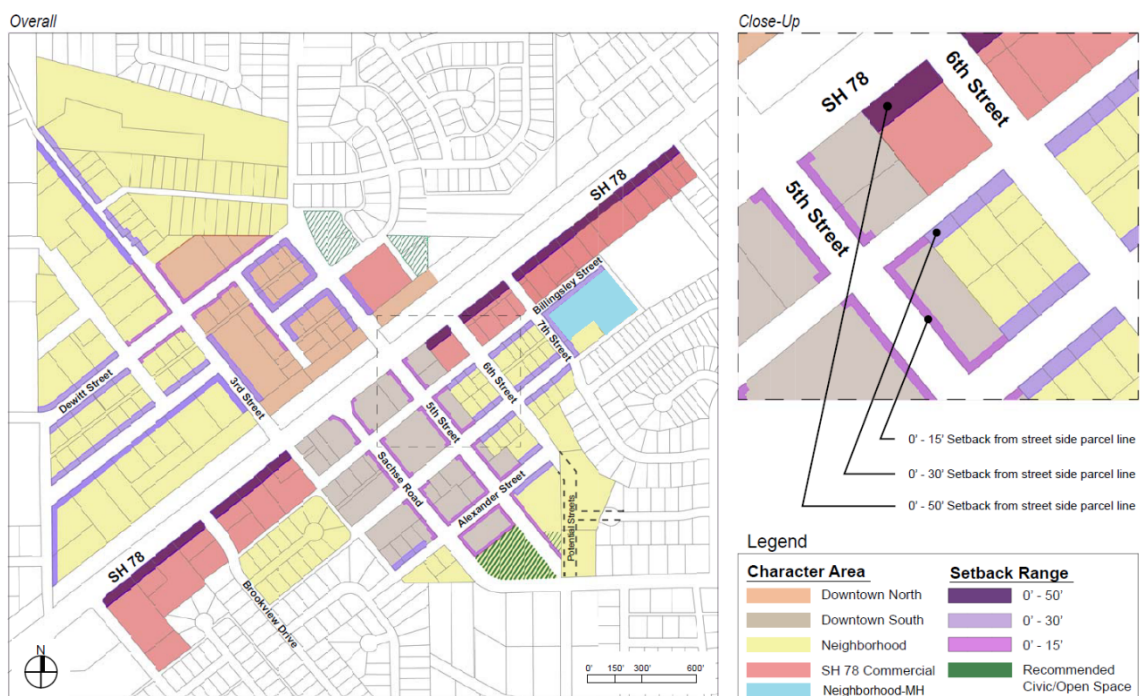 Overall
SH 78
Billingsley Street
7th Street
6th Street
5th Street
Dewitt Street
3rd Street
Sachse Road
Alexander Street
Potential Streets
SH 78
Brookview Drive
N
0' 150' 300' 600'
Close-Up
6th Street
SH 78
5th Street
0' - 15' Setback from street side parcel line
0' - 30' Setback from street side parcel line
0' - 50' Setback from street side parcel line
Legend
Character Area
Downtown North
Downtown South
Neighborhood
SH 78 Commercial
Neighborhood-MH
Setback Range
0' - 50'
0' - 30'
0' - 15'
Recommended
Civic/Open Space